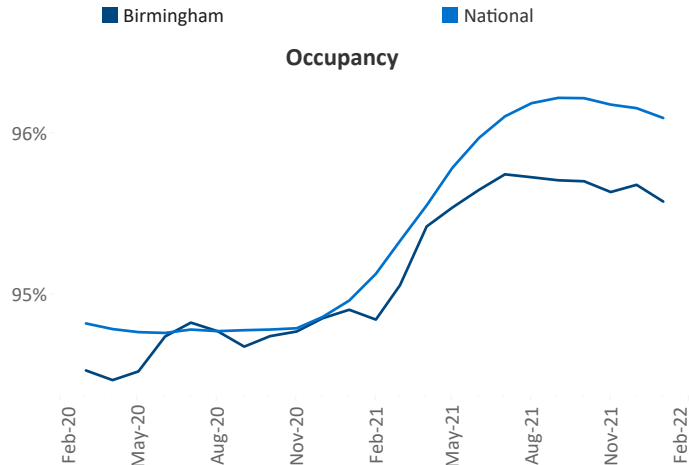 Birmingham National
Occupancy
96%
95%
Feb-20 May-20 Aug-20 Nov-20 Feb-21 May-21 Aug-21 Nov-21 Feb-22